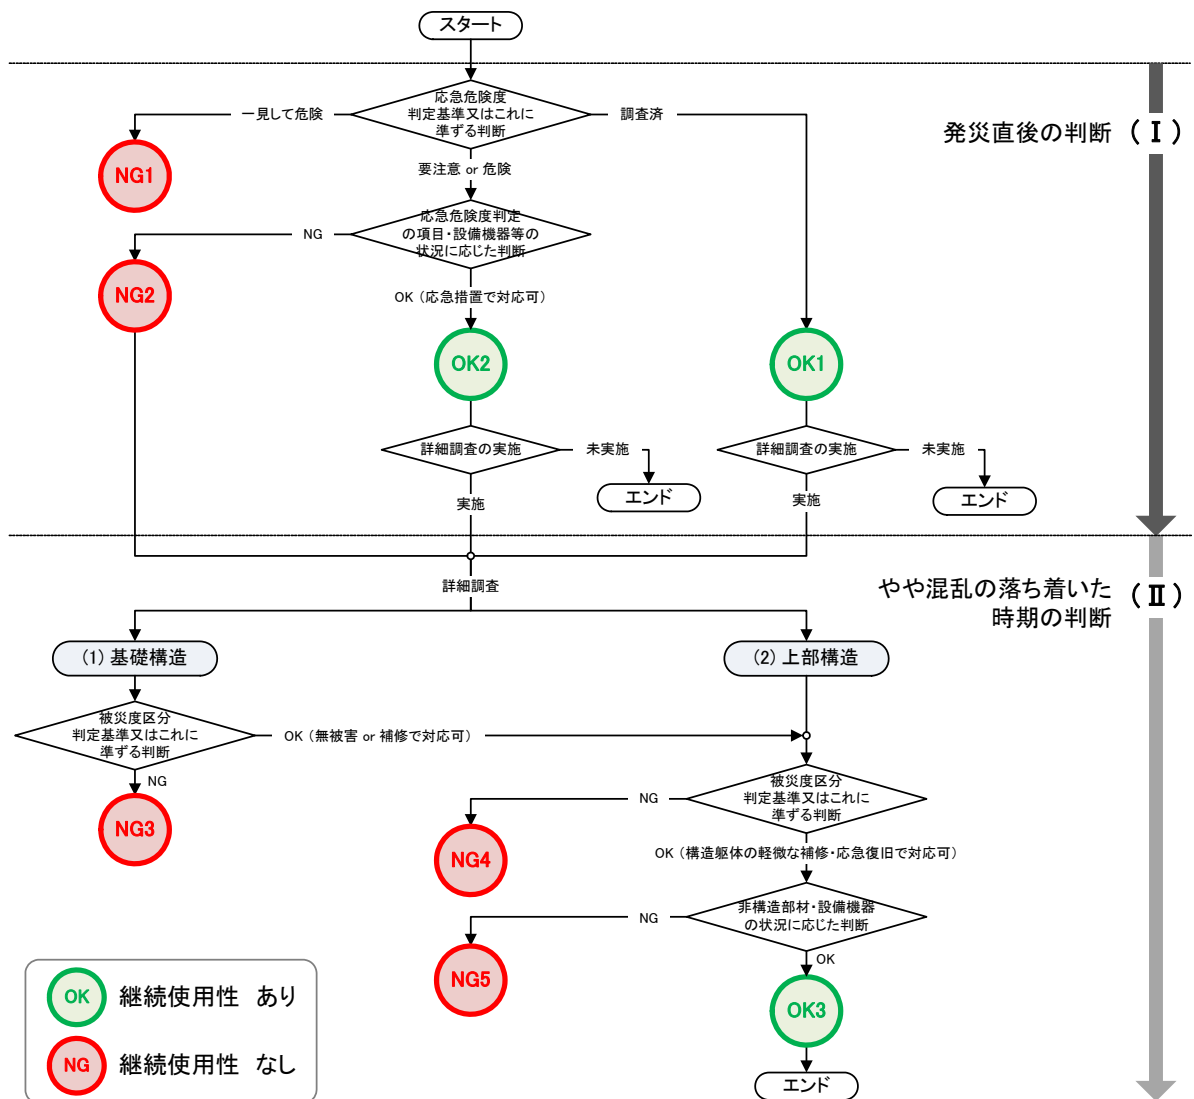 スタート
応急危険度
判定基準又はこれに
準ずる判断
一見して危険
調査済
発災直後の判断 (Ⅰ)
NG1
要注意 or 危険
応急危険度判定
の項目・設備機器等の
状況に応じた判断
NG
NG2
OK (応急措置で対応可)
OK2
OK1
詳細調査の実施
未実施
詳細調査の実施
未実施
エンド
エンド
実施
実施
詳細調査
やや混乱の落ち着いた
時期の判断
(Ⅱ)
(1) 基礎構造
(2) 上部構造
被災度区分
判定基準又はこれに
準ずる判断
OK (無被害 or 補修で対応可)
NG
NG3
被災度区分
判定基準又はこれに
準ずる判断
NG
NG4
OK (構造躯体の軽微な補修・応急復旧で対応可)
非構造部材・設備機器
の状況に応じた判断
NG
NG5
OK
OK3
エンド
OK 継続使用性 あり
NG 継続使用性 なし